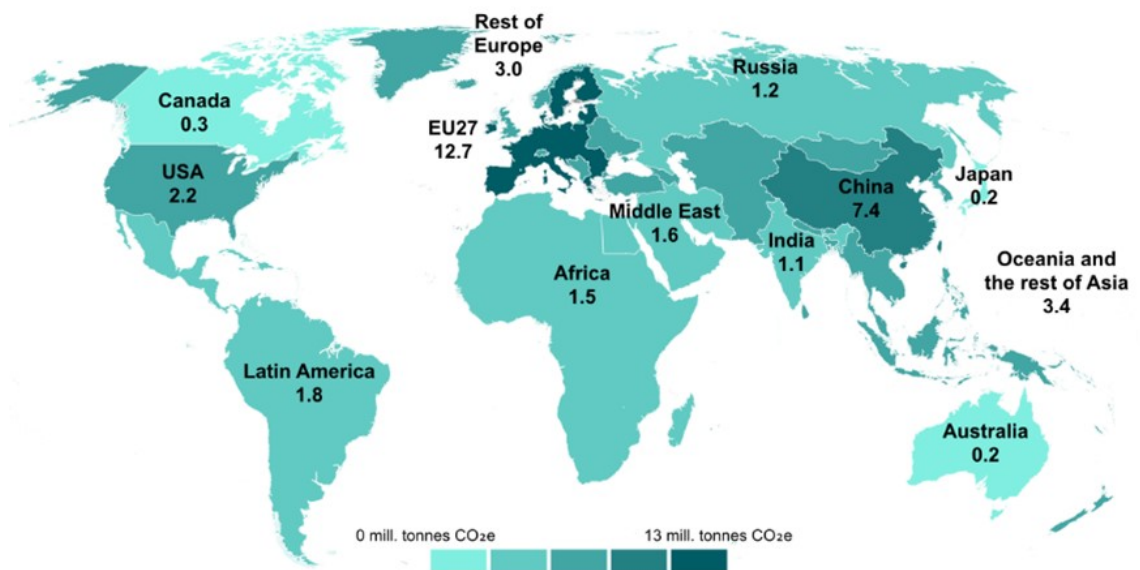 Rest of
Europe
3.0
Russia
1.2
Canada
0.3
EU27
12.7
USA
2.2
Japan
0.2
China
7.4
Middle East
1.6
India
1.1
Africa
1.5
Oceania and
the rest of Asia
3.4
Latin America
1.8
Australia
0.2
0 mill. tonnes CO₂e
13 mill. tonnes CO₂e